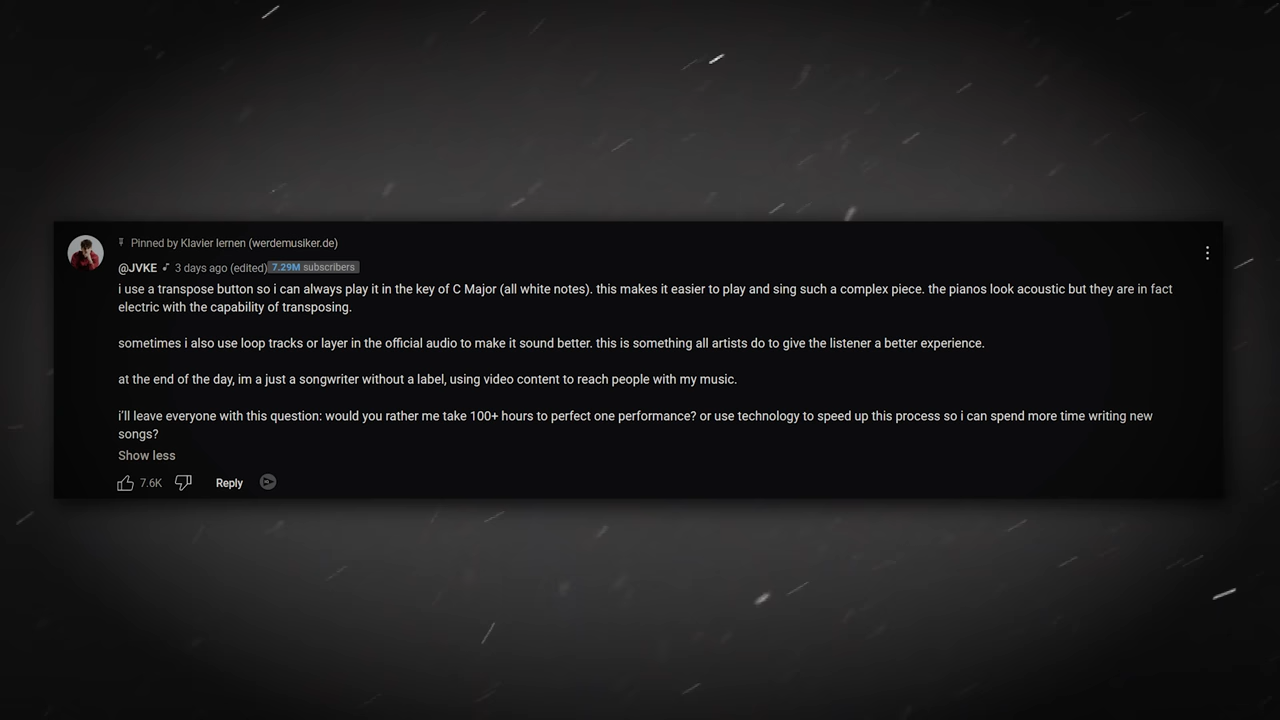 Pinned by Klavier lernen (werdemusiker.de)
@JVKE ♪ 3 days ago (edited) 7.29M subscribers
i use a transpose button so i can always play it in the key of C Major (all white notes). this makes it easier to play and sing such a complex piece. the pianos look acoustic but they are in fact
electric with the capability of transposing.
sometimes i also use loop tracks or layer in the official audio to make it sound better. this is something all artists do to give the listener a better experience.
at the end of the day, im a just a songwriter without a label, using video content to reach people with my music.
i'll leave everyone with this question: would you rather me take 100+ hours to perfect one performance? or use technology to speed up this process so i can spend more time writing new
songs?
Show less
7.6K Reply